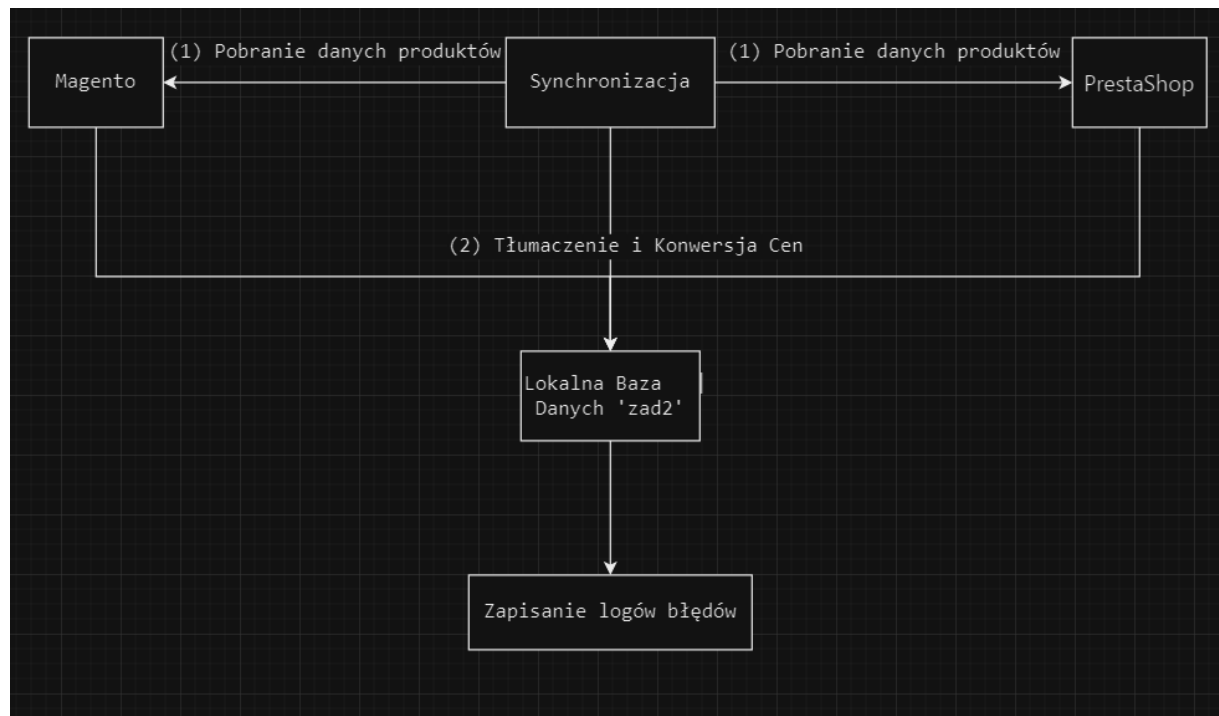 (1) Pobranie danych produktów
(1) Pobranie danych produktów
Magento
Synchronizacja
PrestaShop
(2) Tłumaczenie i Konwersja Cen
Lokalna Baza
Danych 'zad2'
Zapisanie logów błędów